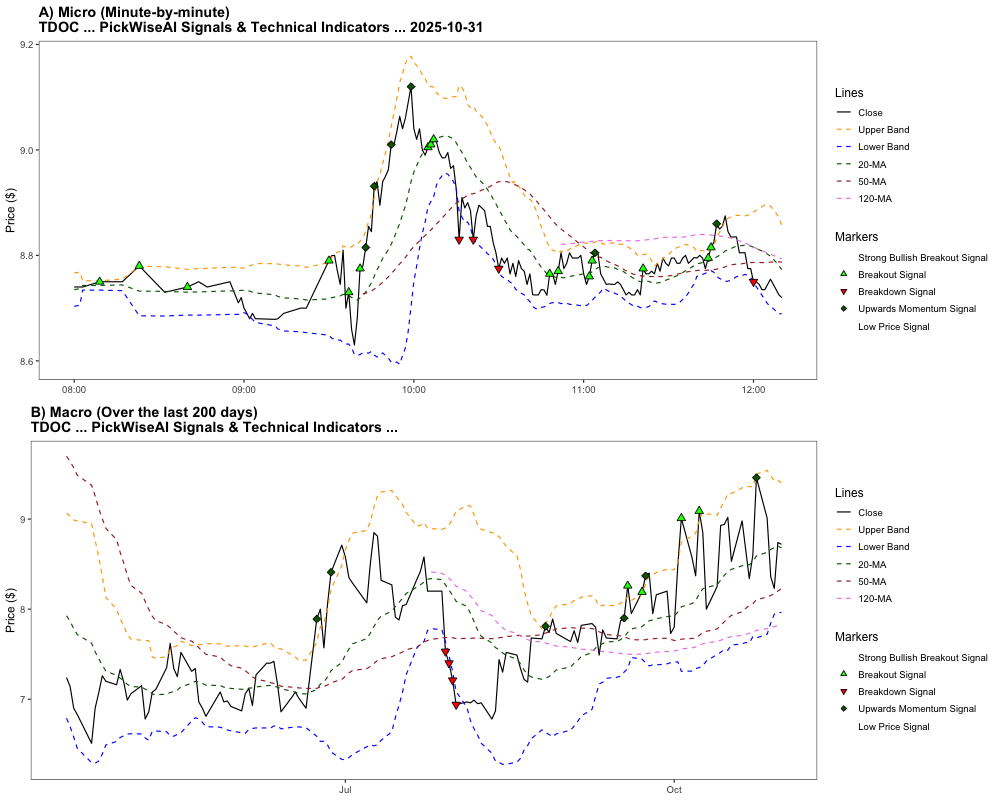 A) Micro (Minute-by-minute)
TDOC ... PickWiseAI Signals & Technical Indicators ... 2025-10-31
9.2
9.0
8.8
8.6
Price ($)
08:00
09:00
10:00
11:00
12:00
Lines
Close
Upper Band
Lower Band
20-MA
50-MA
120-MA
Markers
Strong Bullish Breakout Signal
Breakout Signal
Breakdown Signal
Upwards Momentum Signal
Low Price Signal
B) Macro (Over the last 200 days)
TDOC ... PickWiseAI Signals & Technical Indicators ...
9
8
7
Price ($)
Jul
Oct
Lines
Close
Upper Band
Lower Band
20-MA
50-MA
120-MA
Markers
Strong Bullish Breakout Signal
Breakout Signal
Breakdown Signal
Upwards Momentum Signal
Low Price Signal